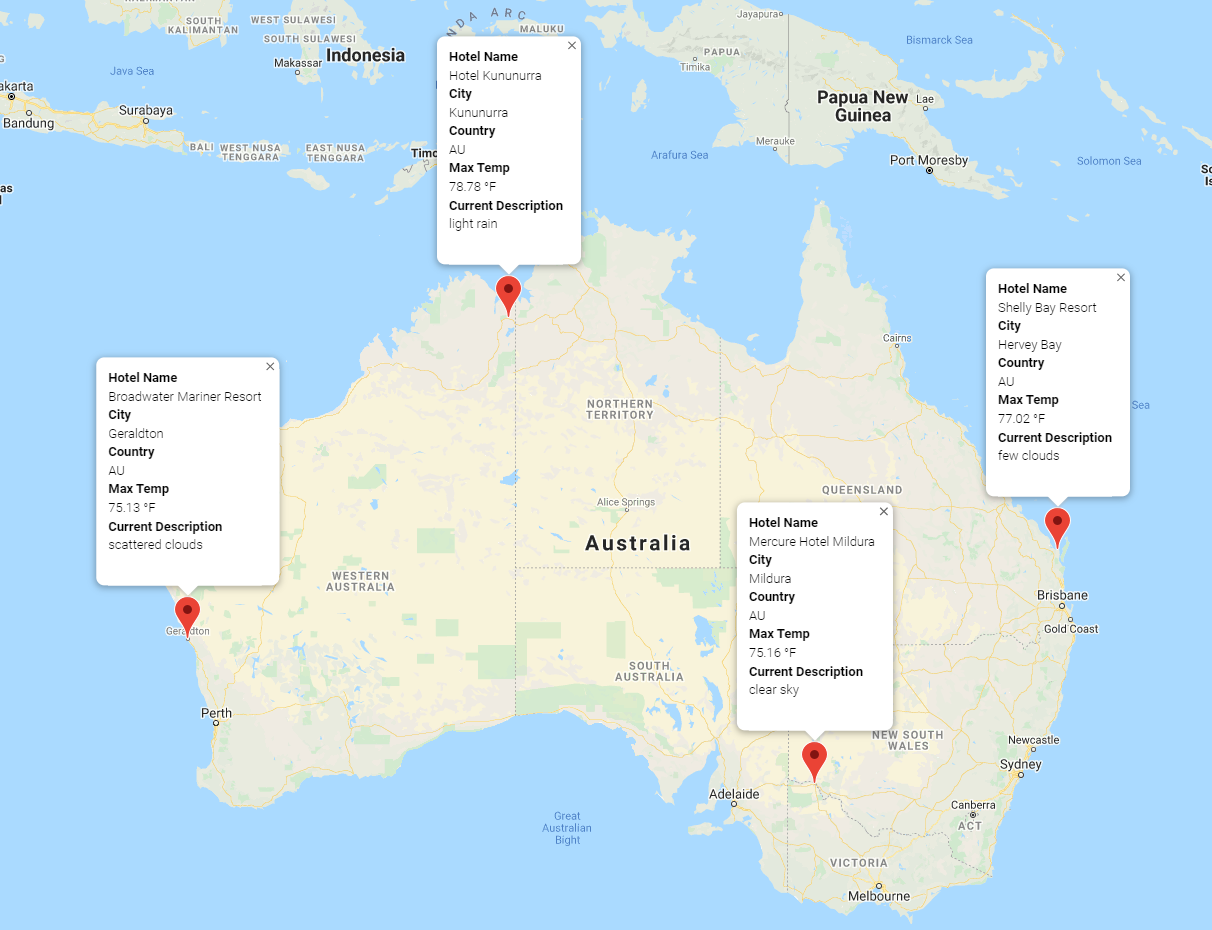 SOUTH
KALIMANTAN
WEST SULAWESI
SOUTH SULAWESI
Makassar
Indonesia
NDA ARC
MALUKU
Java Sea
akarta
Bandung
Surabaya
BALI
WEST NUSA
TENGGARA
EAST NUSA
TENGGARA
Timo
Jayapura
PAPUA
Timika
Bismarck Sea
Papua New
Guinea
Lae
Merauke
Arafura Sea
Port Moresby
Solomon Sea
as
So
Is
Hotel Name
Hotel Kununurra
City
Kununurra
Country
AU
Max Temp
78.78 °F
Current Description
light rain
Hotel Name
Shelly Bay Resort
City
Hervey Bay
Country
AU
Max Temp
77.02 °F
Current Description
few clouds
Sea
Hotel Name
Broadwater Mariner Resort
City
Geraldton
Country
AU
Max Temp
75.13 °F
Current Description
scattered clouds
Hotel Name
Mercure Hotel Mildura
City
Mildura
Country
AU
Max Temp
75.16 °F
Current Description
clear sky
Cairns
NORTHERN
TERRITORY
QUEENSLAND
Alice Springs
Australia
WESTERN
AUSTRALIA
Brisbane
Gold Coast
Geraldton
SOUTH
AUSTRALIA
Perth
NEW SOUTH
WALES
Newcastle
Sydney
Adelaide
Canberra
ACT
Great
Australian
Bight
VICTORIA
Melbourne